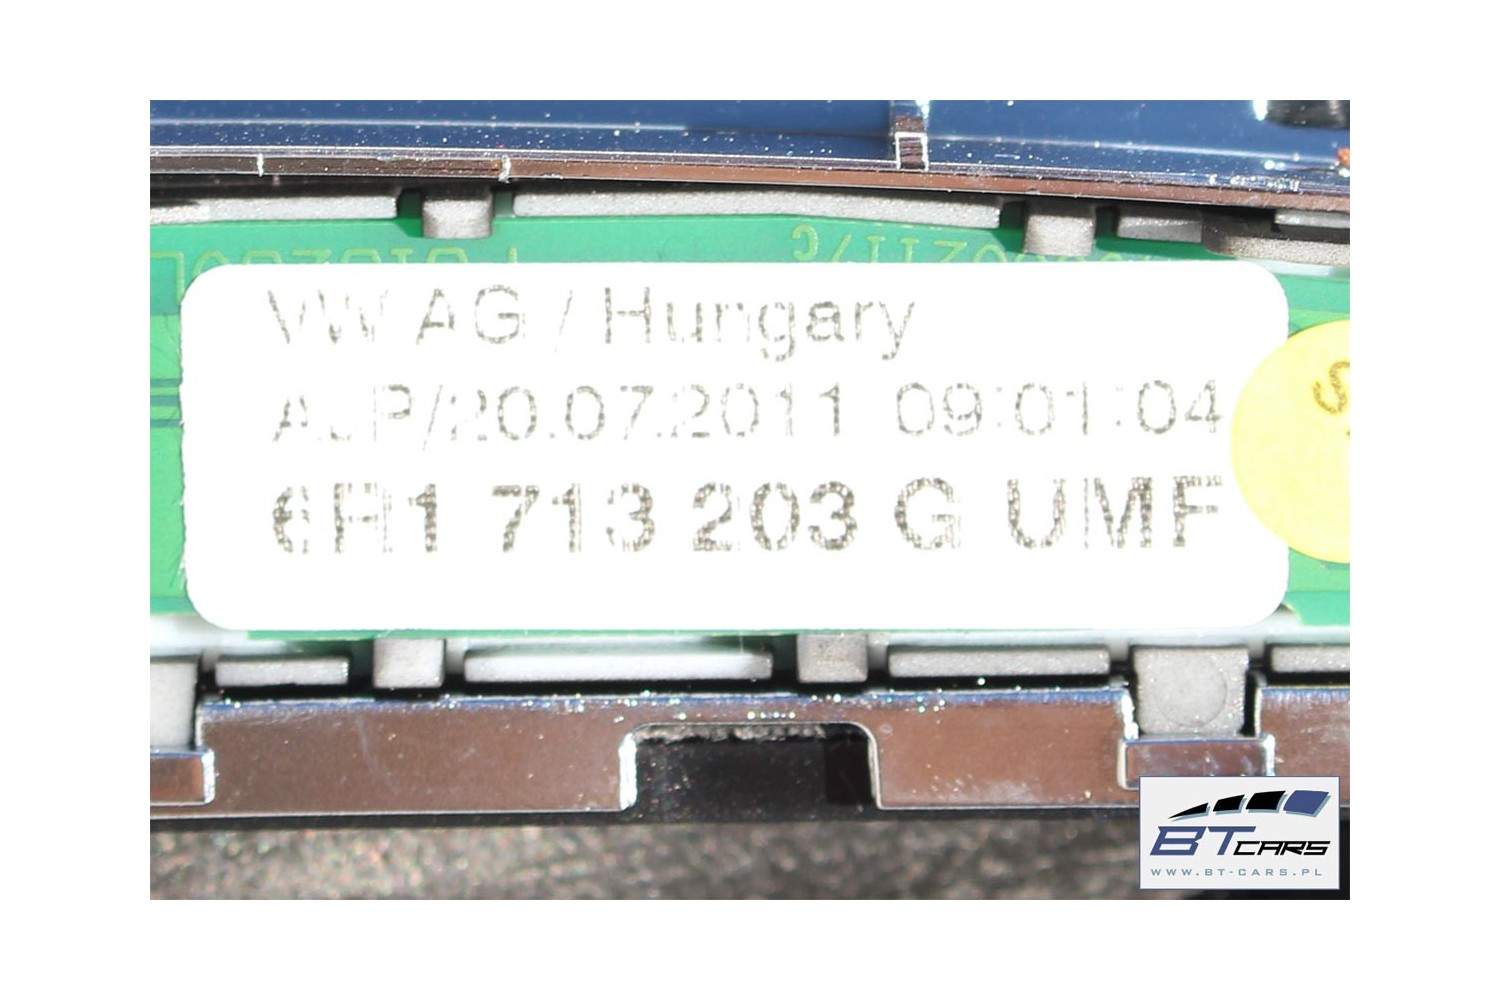 VW AG / Hungary
AJP/20.07.2011 09:01:04
6R1 713 203 G UMF
BT CARS
WWW.BT-CARS.PL